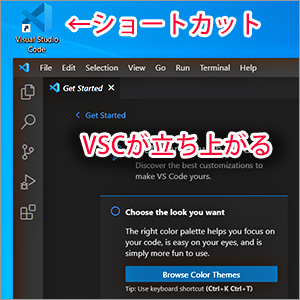 ←ショートカット
Visual Studio
Code
File Edit Selection View Go Run Terminal Help
Get Started
Get Started
VSCが立ち上がる
Discover the best customizations to
make VS Code yours.
Choose the look you want
The right color palette helps you focus on
your code, is easy on your eyes, and is
simply more fun to use.
Browse Color Themes
Tip: Use keyboard shortcut (Ctrl+K Ctrl+T)